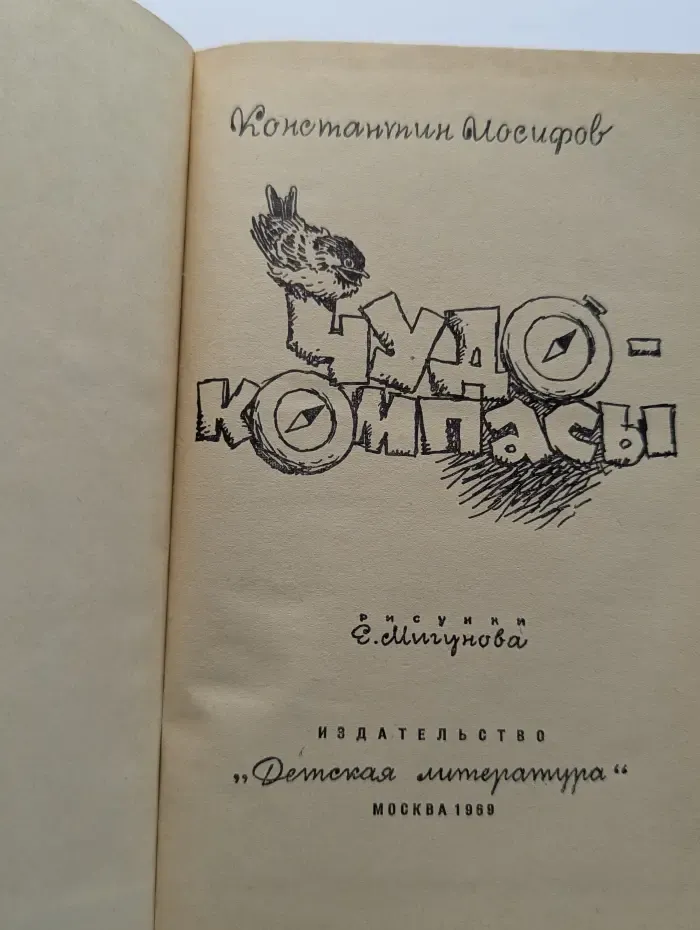 Константин Иосифов
ЧУДО-
КОМПАСЫ
РИСУНКИ
Е. Мигунова
ИЗДАТЕЛЬСТВО
„Детская литература“
МОСКВА 1969